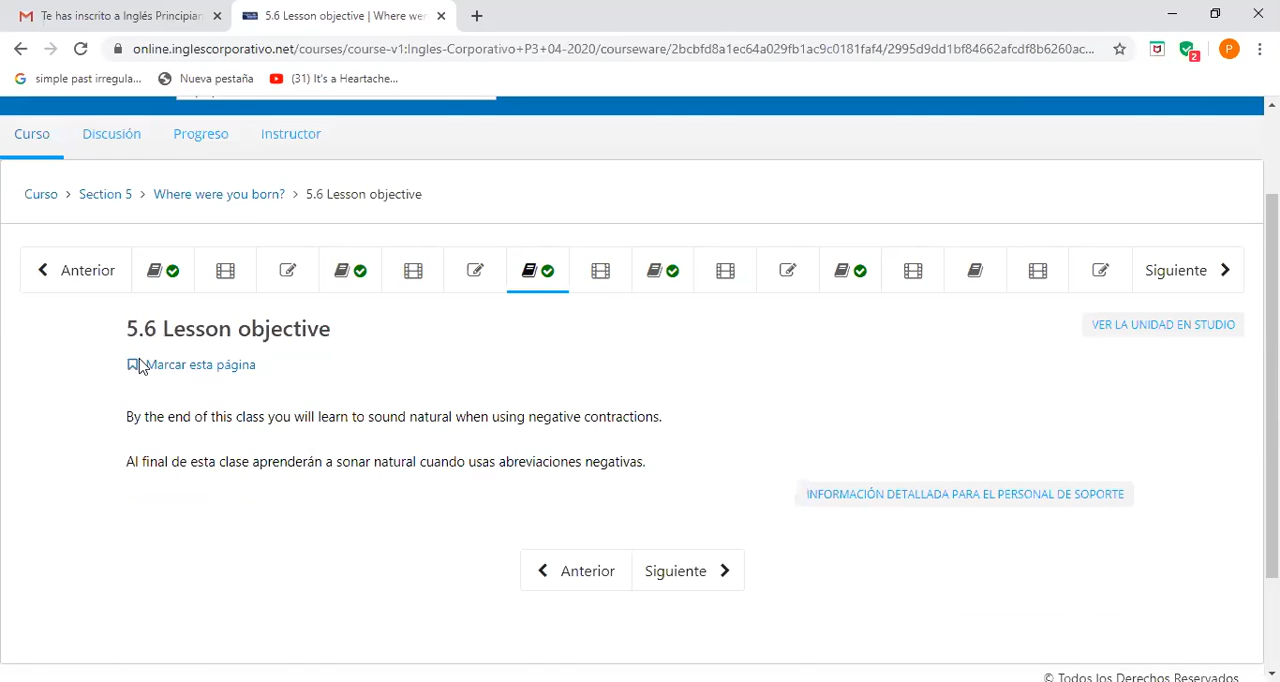 Te has inscrito a Inglés Principian
5.6 Lesson objective | Where wer
online.inglescorporativo.net/courses/course-v1:Ingles-Corporativo+P3+04-2020/courseware/2bcbfd8a1ec64a029fb1ac9c0181faf4/2995d9dd1bf84662afcdf8b6260ac...
2
P
simple past irregula...
Nueva pestaña
(31) It's a Heartache...
Curso
Discusión
Progreso
Instructor
Curso > Section 5 > Where were you born? > 5.6 Lesson objective
Anterior
Siguiente
5.6 Lesson objective
VER LA UNIDAD EN STUDIO
Marcar esta página
By the end of this class you will learn to sound natural when using negative contractions.
Al final de esta clase aprenderán a sonar natural cuando usas abreviaciones negativas.
INFORMACIÓN DETALLADA PARA EL PERSONAL DE SOPORTE
Anterior
Siguiente
© Todos los Derechos Reservados